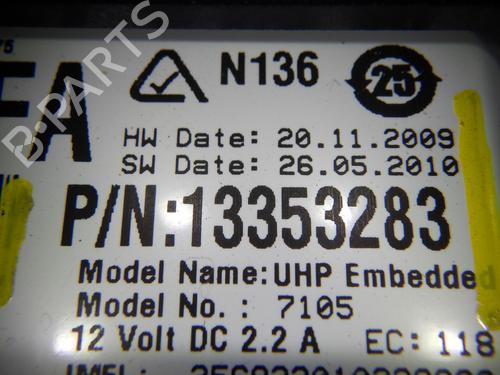 N136
25
FA
HW Date: 20.11.2009
SW Date: 26.05.2010
P/N:13353283
Model Name: UHP Embedded
Model No.: 7105
12 Volt DC 2.2 A EC: 118
B-PARTS